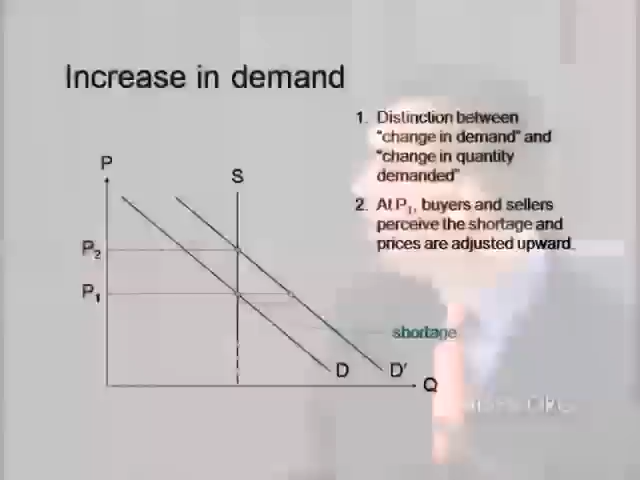 Increase in demand
1. Distinction between
"change in demand" and
"change in quantity
demanded"
2. At P1, buyers and sellers
perceive the shortage and
prices are adjusted upward.
P
S
P2
P1
shortage
D
D'
Q